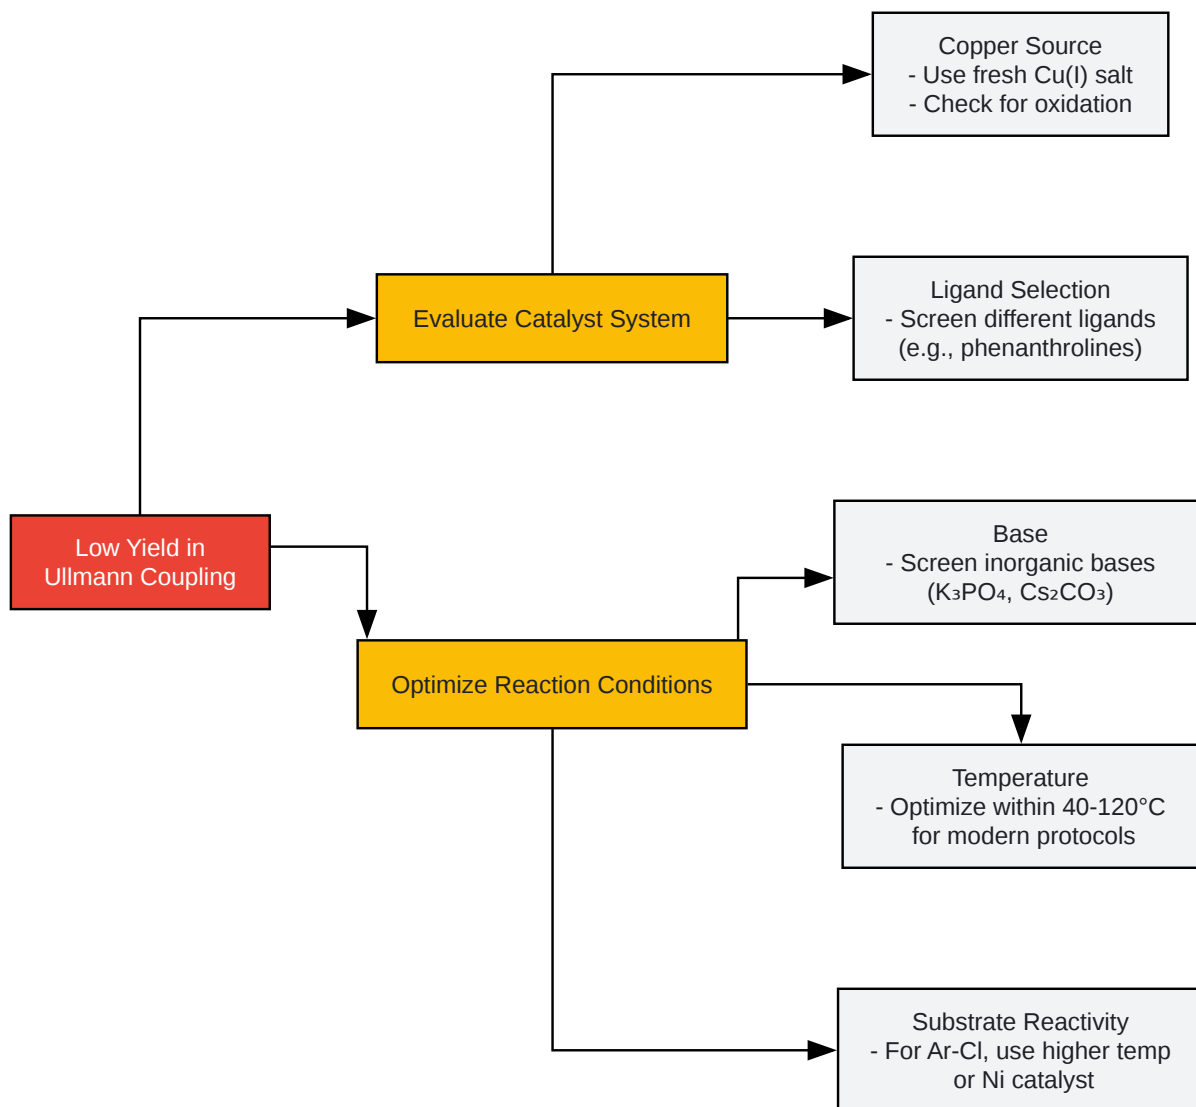 Copper Source
- Use fresh Cu(I) salt
- Check for oxidation
Evaluate Catalyst System
Ligand Selection
- Screen different ligands
(e.g., phenanthrolines)
Low Yield in
Ullmann Coupling
Base
- Screen inorganic bases
(K₃PO₄, Cs₂CO₃)
Optimize Reaction Conditions
Temperature
- Optimize within 40-120°C
for modern protocols
Substrate Reactivity
- For Ar-Cl, use higher temp
or Ni catalyst